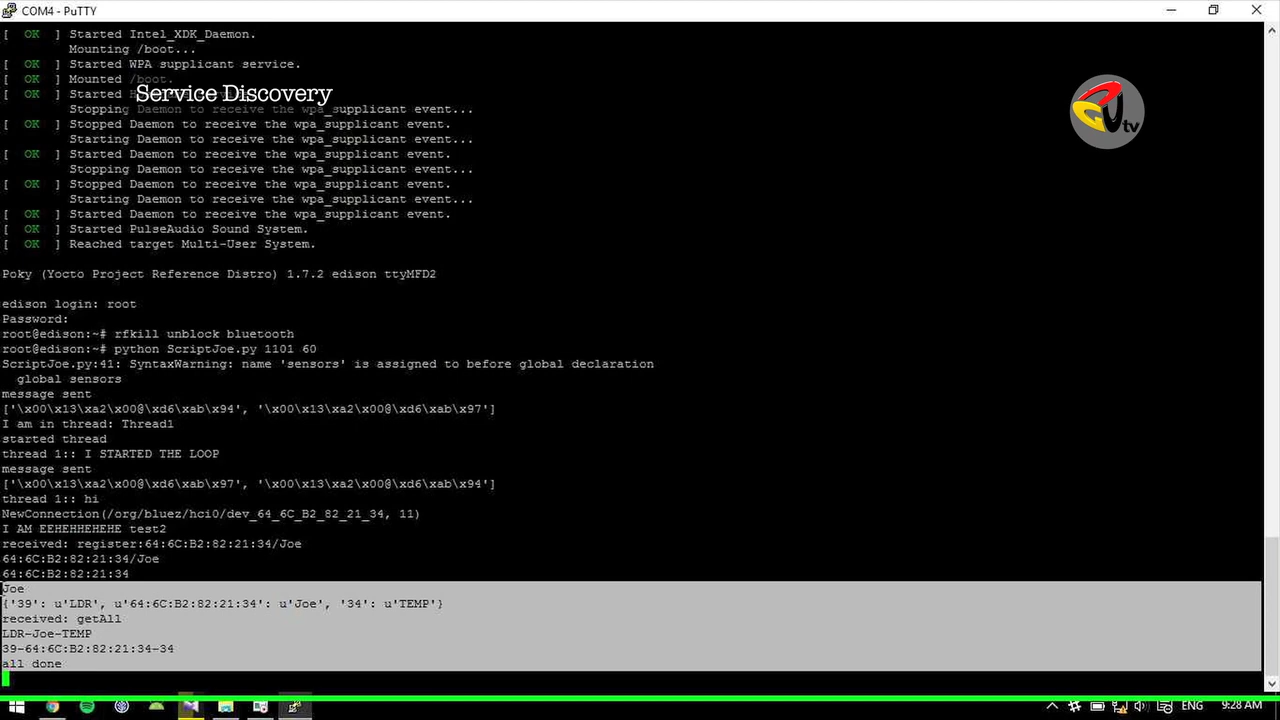 COM4 - PuTTY
[  OK  ] Started Intel_XDK_Daemon.
Mounting /boot...
[  OK  ] Started WPA supplicant service.
[  OK  ] Mounted /boot.
[  OK  ] Started
Service Discovery
Stopping Daemon to receive the wpa_supplicant event...
[  OK  ] Stopped Daemon to receive the wpa_supplicant event.
Starting Daemon to receive the wpa_supplicant event...
[  OK  ] Started Daemon to receive the wpa_supplicant event.
Stopping Daemon to receive the wpa_supplicant event...
[  OK  ] Stopped Daemon to receive the wpa_supplicant event.
Starting Daemon to receive the wpa_supplicant event...
[  OK  ] Started Daemon to receive the wpa_supplicant event.
[  OK  ] Started PulseAudio Sound System.
[  OK  ] Reached target Multi-User System.
Poky (Yocto Project Reference Distro) 1.7.2 edison ttyMFD2
edison login: root
Password:
root@edison:~# rfkill unblock bluetooth
root@edison:~# python ScriptJoe.py 1101 60
ScriptJoe.py:41: SyntaxWarning: name 'sensors' is assigned to before global declaration
global sensors
message sent
['\x00\x13\xa2\x00@\xd6\xab\x94', '\x00\x13\xa2\x00@\xd6\xab\x97']
I am in thread: Thread1
started thread
thread 1:: I STARTED THE LOOP
message sent
['\x00\x13\xa2\x00@\xd6\xab\x97', '\x00\x13\xa2\x00@\xd6\xab\x94']
thread 1:: hi
NewConnection(/org/bluez/hci0/dev_64_6C_B2_82_21_34, 11)
I AM EEHEHHEHEHE test2
received: register:64:6C:B2:82:21:34/Joe
64:6C:B2:82:21:34/Joe
64:6C:B2:82:21:34
Joe
{'39': u'LDR', u'64:6C:B2:82:21:34': u'Joe', '34': u'TEMP'}
received: getAll
LDR-Joe-TEMP
39-64:6C:B2:82:21:34-34
all done
tv
ENG
9:28 AM